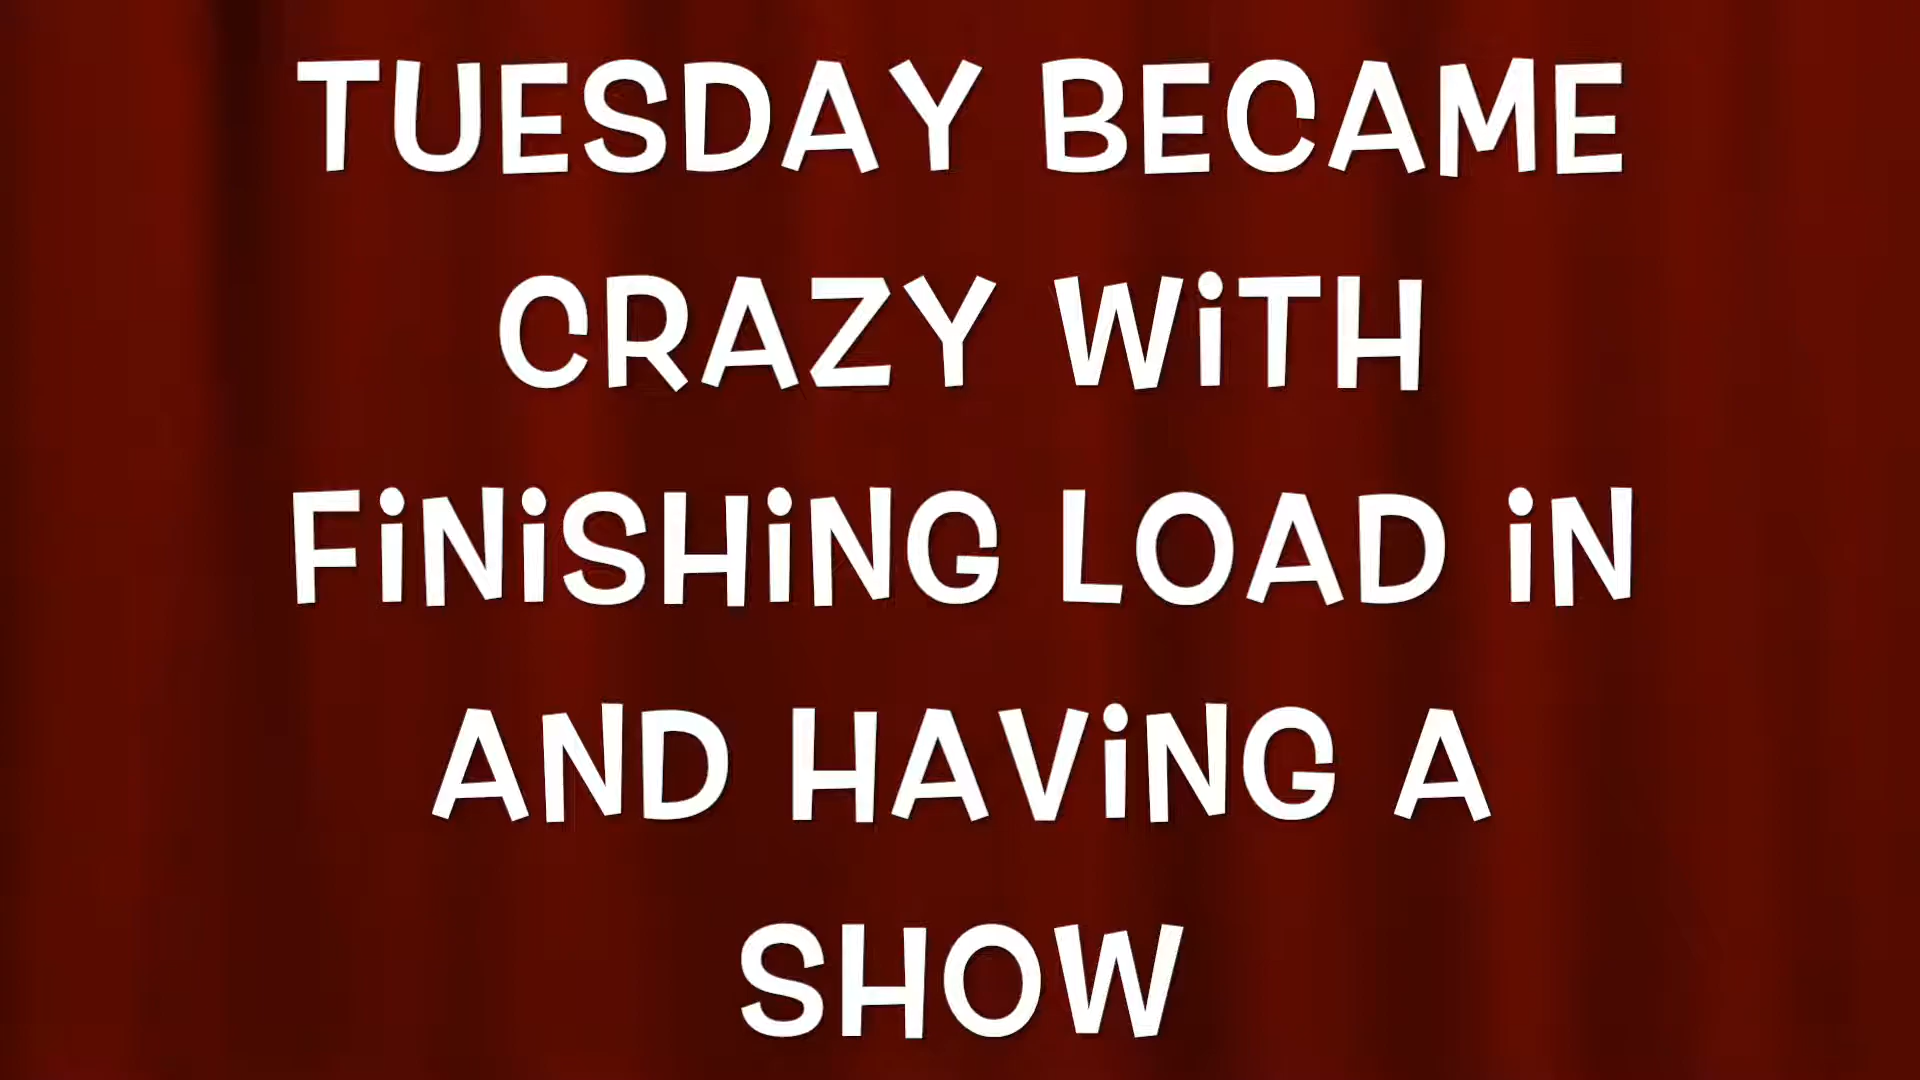 TUESDAY BECAME
CRAZY WiTH
FiNiSHiNG LOAD iN
AND HAViNG A
SHOW